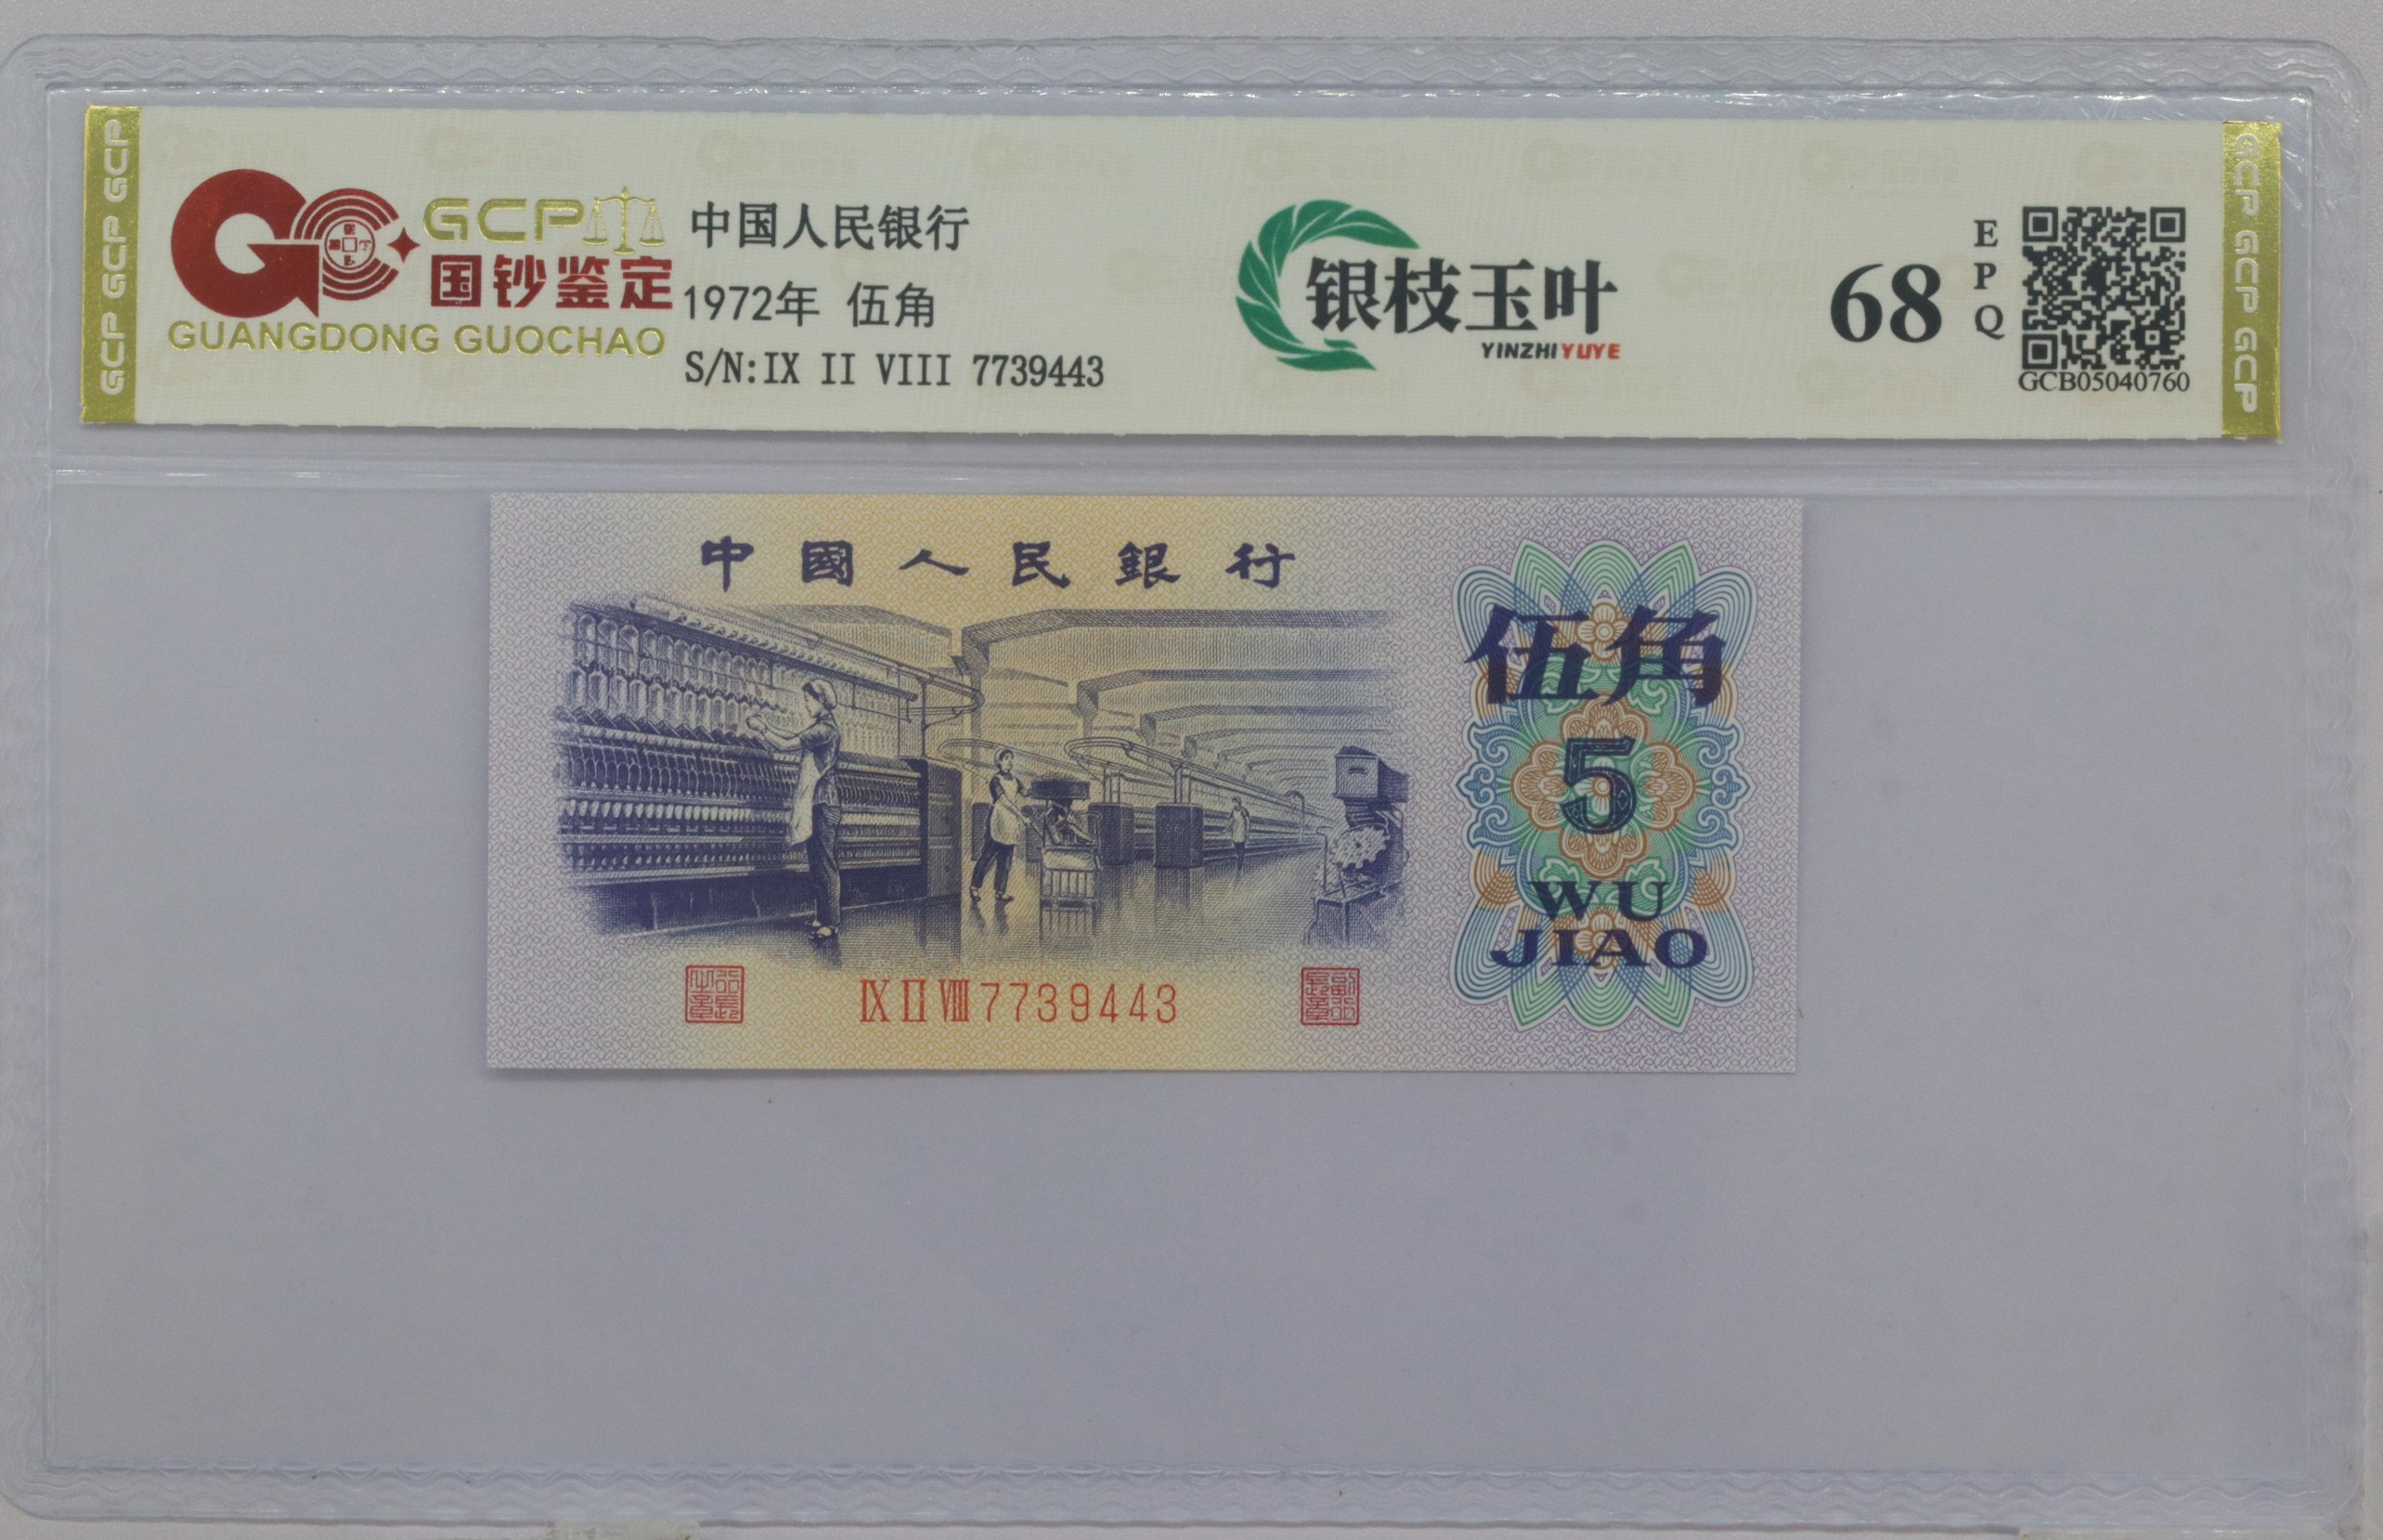 GCP GCP GCP
GCP
国钞鉴定
GUANGDONG GUOCHAO
中国人民银行
1972年 伍角
S/N:IX II VIII 7739443
银枝玉叶
YINZHIYUYE
68
EPQ
GCB05040760
GCP GCP GCP
中國人民銀行
伍角
5
WU
JIAO
IX II VIII 7739443